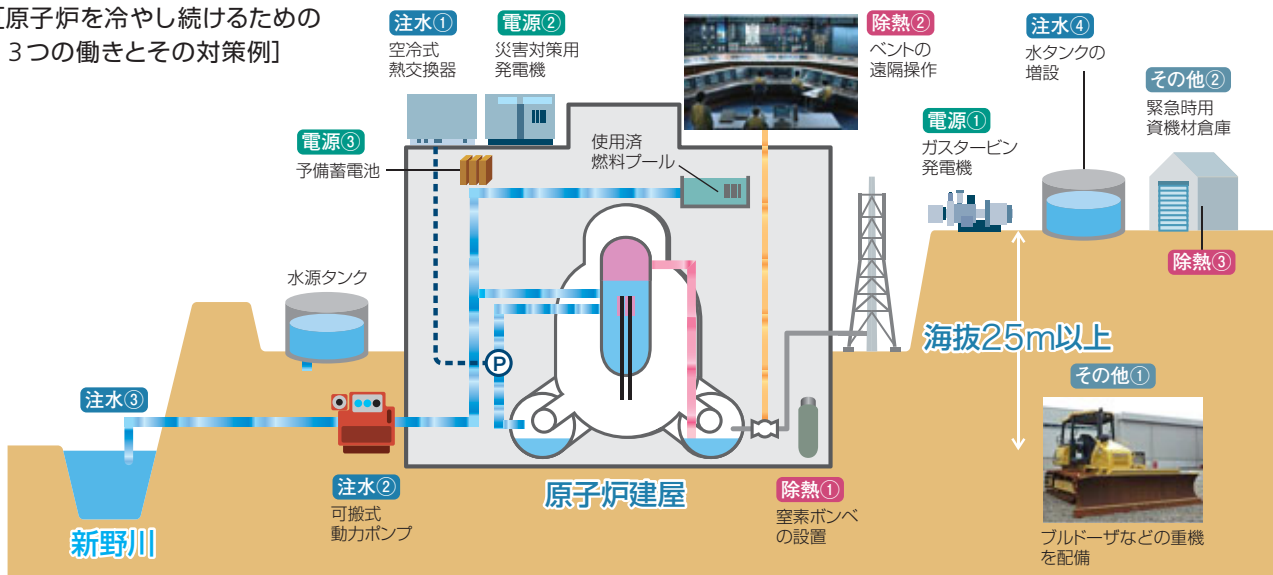 [原子炉を冷やし続けるための
3つの働きとその対策例]
注水①
空冷式
熱交換器
電源②
災害対策用
発電機
除熱②
ベントの
遠隔操作
注水④
水タンクの
増設
その他②
緊急時用
資機材倉庫
電源③
予備蓄電池
使用済
燃料プール
電源①
ガスタービン
発電機
除熱③
水源タンク
海抜25m以上
P
その他①
注水③
注水②
可搬式
動力ポンプ
原子炉建屋
除熱①
窒素ボンベ
の設置
新野川
ブルドーザなどの重機
を配備